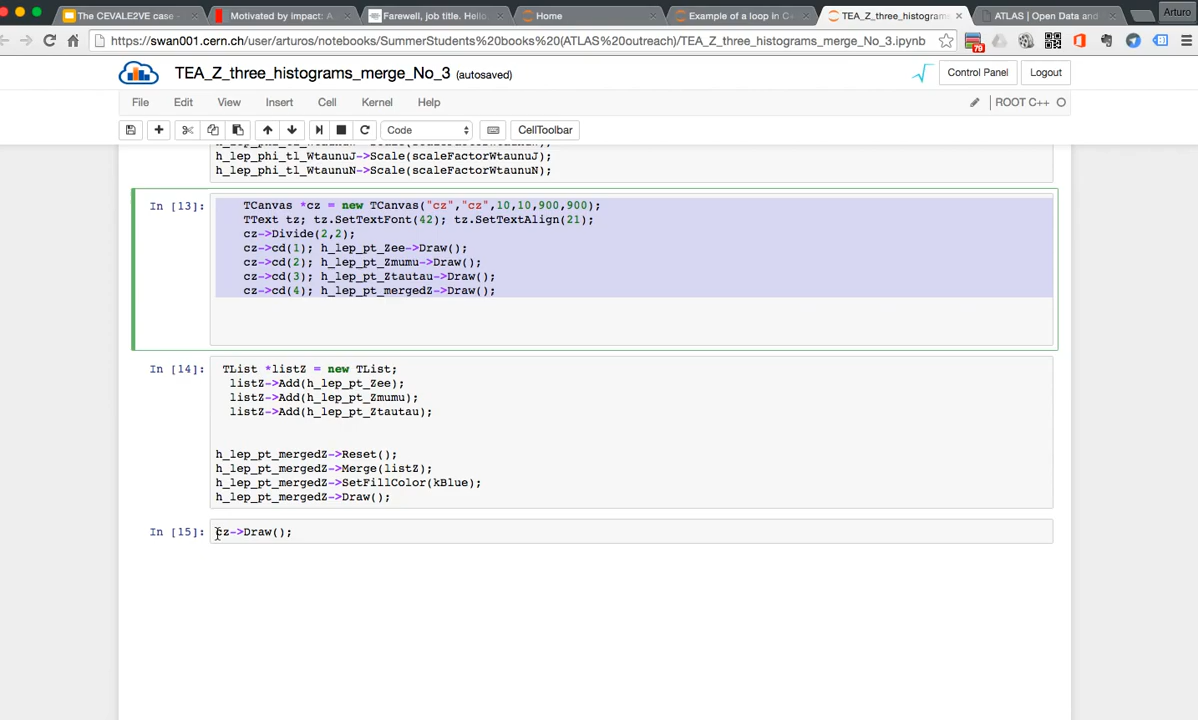 The CEVALE2VE case -
Motivated by impact: A
Farewell, job title. Hello.
Home
Example of a loop in C+
TEA_Z_three_histogram
ATLAS | Open Data and
Arturo
https://swan001.cern.ch/user/arturos/notebooks/SummerStudents%20books%20(ATLAS%20outreach)/TEA_Z_three_histograms_merge_No_3.ipynb
79
TEA_Z_three_histograms_merge_No_3 (autosaved)
Control Panel
Logout
File Edit View Insert Cell Kernel Help
ROOT C++
Code
CellToolbar
h_lep_phi_tl_WtaunuJ->Scale(scaleFactorWtaunuJ);
h_lep_phi_tl_WtaunuN->Scale(scaleFactorWtaunuN);
In [13]:
TCanvas *cz = new TCanvas("cz","cz",10,10,900,900);
TText tz; tz.SetTextFont(42); tz.SetTextAlign(21);
cz->Divide(2,2);
cz->cd(1); h_lep_pt_Zee->Draw();
cz->cd(2); h_lep_pt_Zmumu->Draw();
cz->cd(3); h_lep_pt_Ztautau->Draw();
cz->cd(4); h_lep_pt_mergedZ->Draw();
In [14]:
TList *listZ = new TList;
listZ->Add(h_lep_pt_Zee);
listZ->Add(h_lep_pt_Zmumu);
listZ->Add(h_lep_pt_Ztautau);
h_lep_pt_mergedZ->Reset();
h_lep_pt_mergedZ->Merge(listZ);
h_lep_pt_mergedZ->SetFillColor(kBlue);
h_lep_pt_mergedZ->Draw();
In [15]:
cz->Draw();